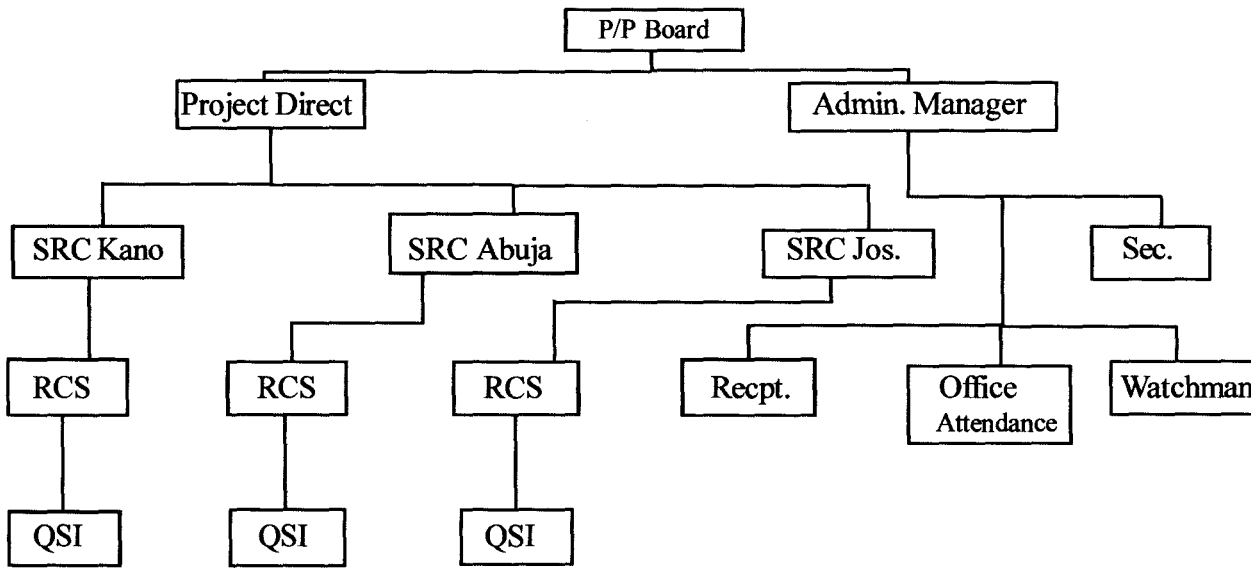 P/P Board
Project Direct
Admin. Manager
SRC Kano
SRC Abuja
SRC Jos.
Sec.
RCS
RCS
RCS
Recpt.
Office
Attendance
Watchman
QSI
QSI
QSI